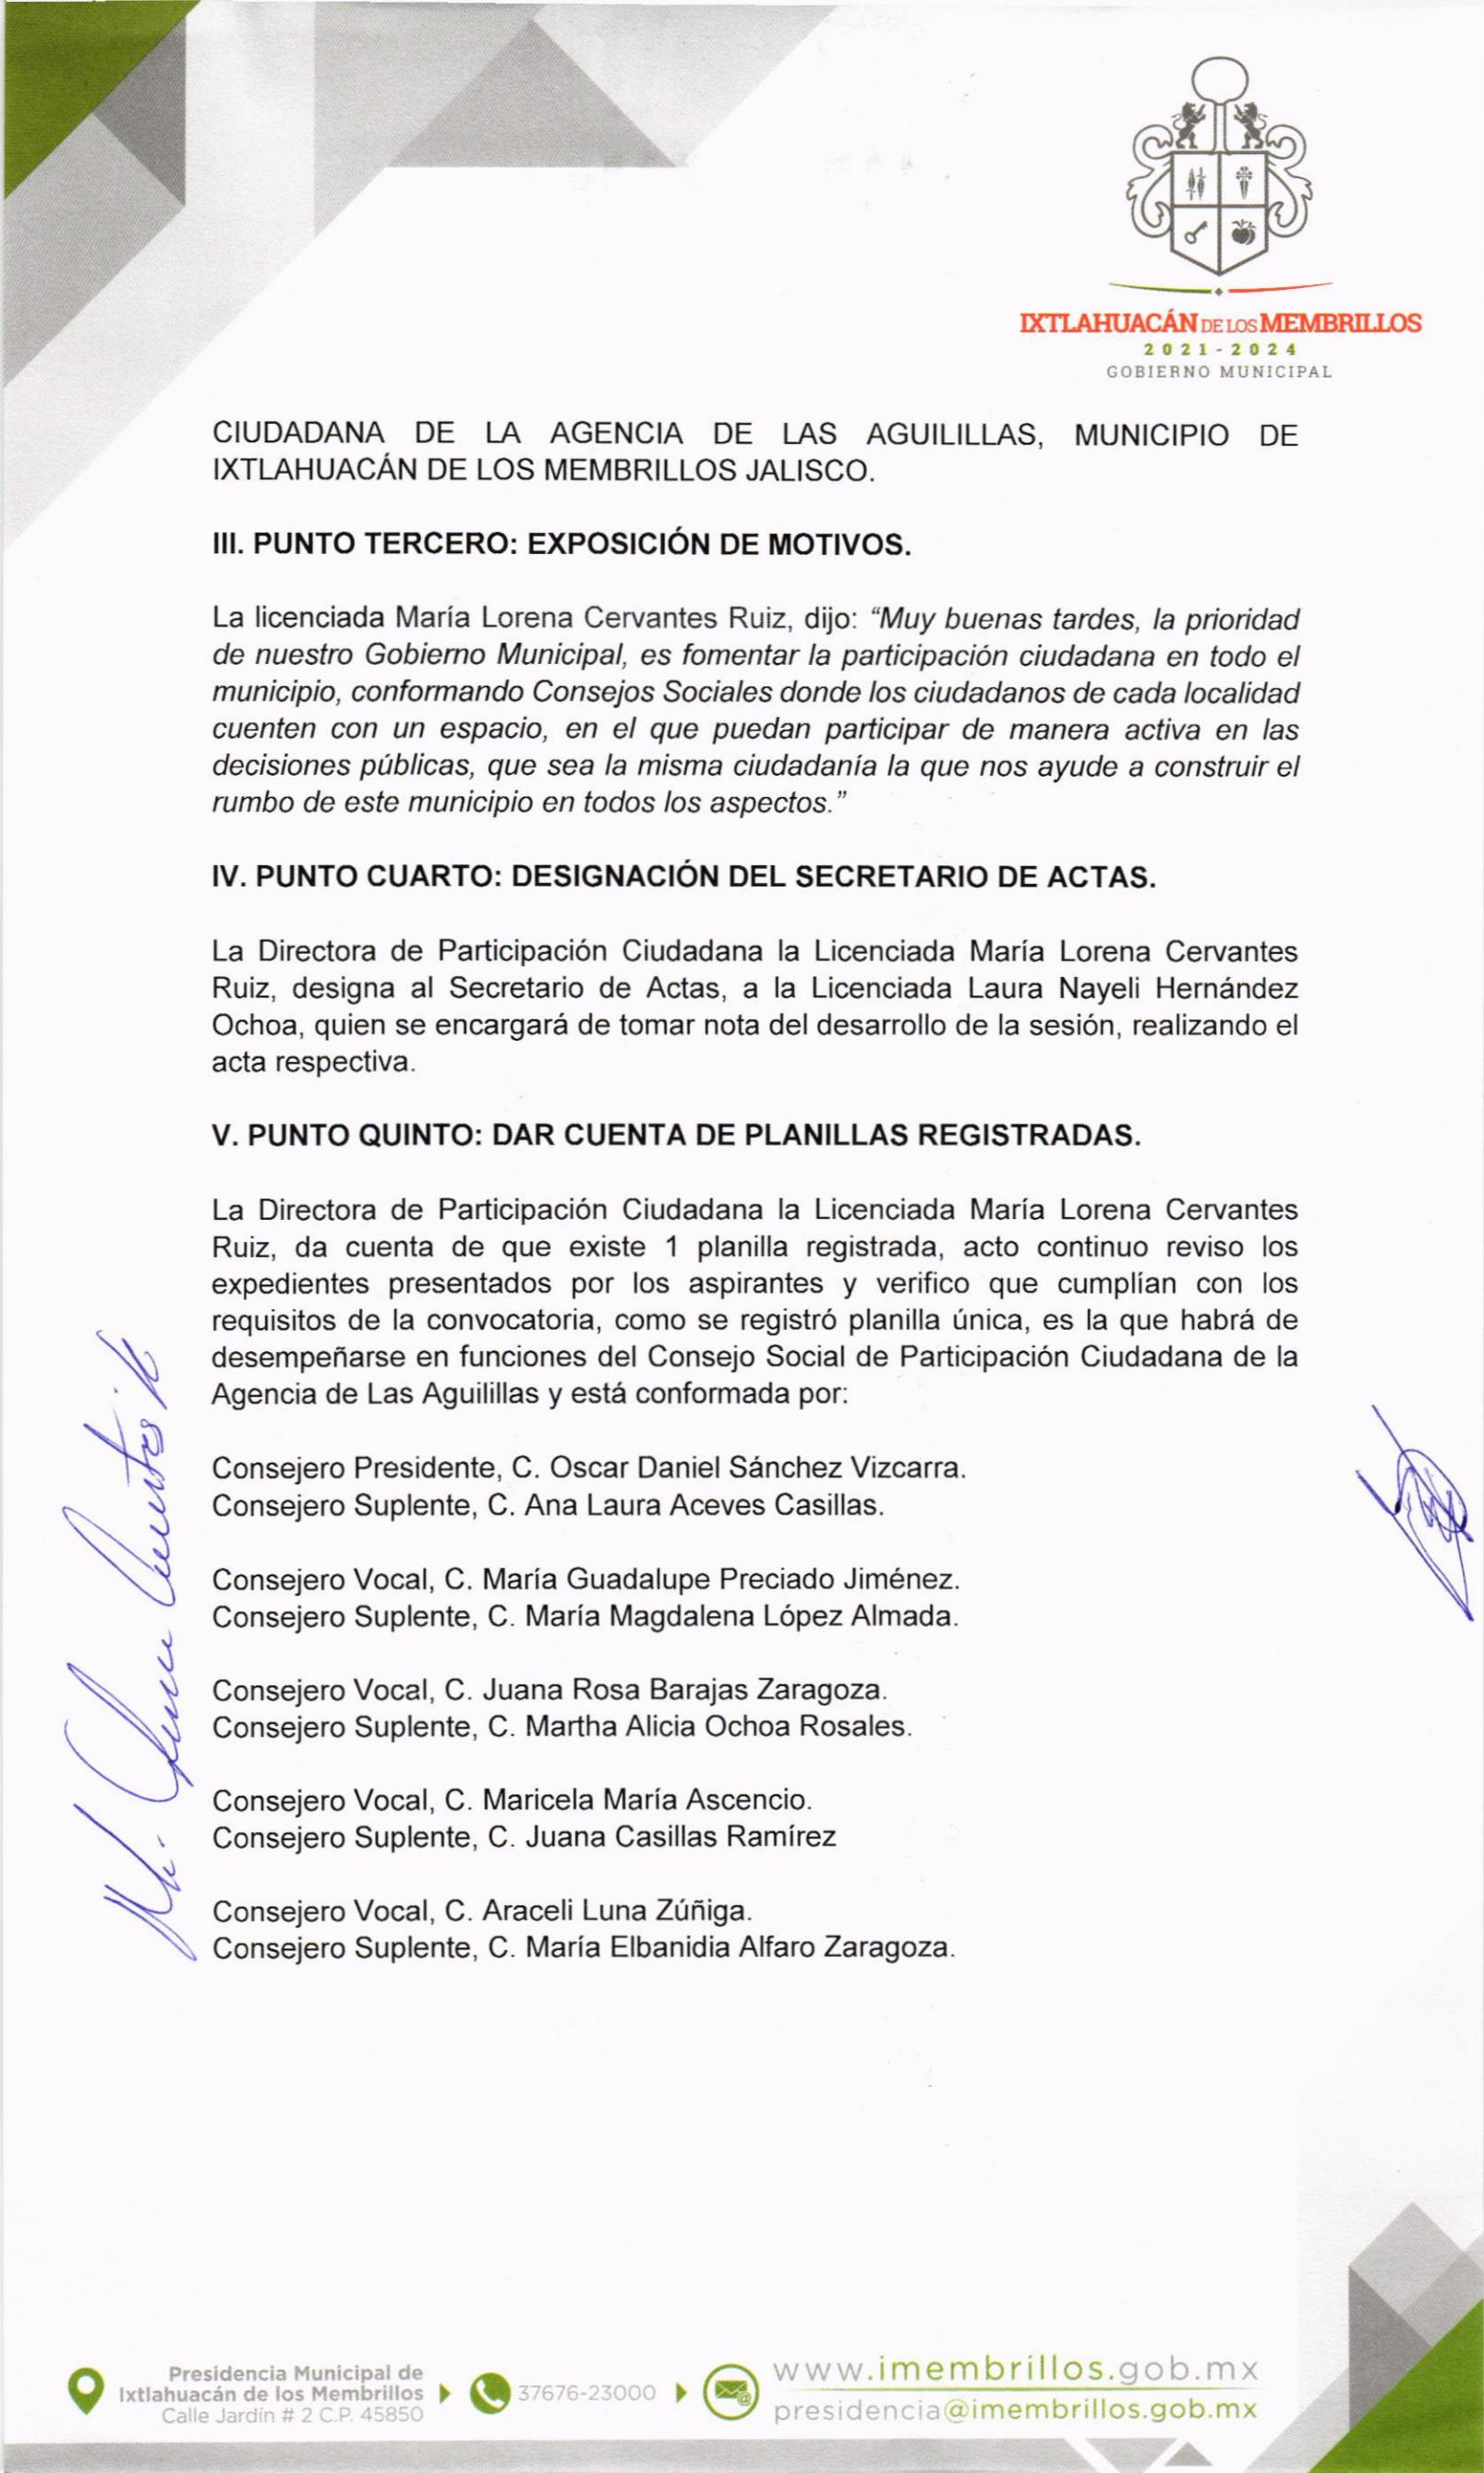 IXTLAHUACÁN DE LOS MEMBRILLOS
2021-2024
GOBIERNO MUNICIPAL
CIUDADANA DE LA AGENCIA DE LAS AGUILILLAS, MUNICIPIO DE
IXTLAHUACÁN DE LOS MEMBRILLOS JALISCO.
III. PUNTO TERCERO: EXPOSICIÓN DE MOTIVOS.
La licenciada María Lorena Cervantes Ruiz, dijo: “Muy buenas tardes, la prioridad
de nuestro Gobierno Municipal, es fomentar la participación ciudadana en todo el
municipio, conformando Consejos Sociales donde los ciudadanos de cada localidad
cuenten con un espacio, en el que puedan participar de manera activa en las
decisiones públicas, que sea la misma ciudadanía la que nos ayude a construir el
rumbo de este municipio en todos los aspectos.”
IV. PUNTO CUARTO: DESIGNACIÓN DEL SECRETARIO DE ACTAS.
La Directora de Participación Ciudadana la Licenciada María Lorena Cervantes
Ruiz, designa al Secretario de Actas, a la Licenciada Laura Nayeli Hernández
Ochoa, quien se encargará de tomar nota del desarrollo de la sesión, realizando el
acta respectiva.
V. PUNTO QUINTO: DAR CUENTA DE PLANILLAS REGISTRADAS.
La Directora de Participación Ciudadana la Licenciada María Lorena Cervantes
Ruiz, da cuenta de que existe 1 planilla registrada, acto continuo reviso los
expedientes presentados por los aspirantes y verifico que cumplían con los
requisitos de la convocatoria, como se registró planilla única, es la que habrá de
desempeñarse en funciones del Consejo Social de Participación Ciudadana de la
Agencia de Las Aguilillas y está conformada por:
Consejero Presidente, C. Oscar Daniel Sánchez Vizcarra.
Consejero Suplente, C. Ana Laura Aceves Casillas.
Consejero Vocal, C. María Guadalupe Preciado Jiménez.
Consejero Suplente, C. María Magdalena López Almada.
Consejero Vocal, C. Juana Rosa Barajas Zaragoza.
Consejero Suplente, C. Martha Alicia Ochoa Rosales.
Consejero Vocal, C. Maricela María Ascencio.
Consejero Suplente, C. Juana Casillas Ramírez
Consejero Vocal, C. Araceli Luna Zúñiga.
Consejero Suplente, C. María Elbanidia Alfaro Zaragoza.
Presidencia Municipal de
Ixtlahuacán de los Membrillos
Calle Jardín # 2 C.P. 45850
37676-23000
www.imembrillos.gob.mx
presidencia@imembrillos.gob.mx